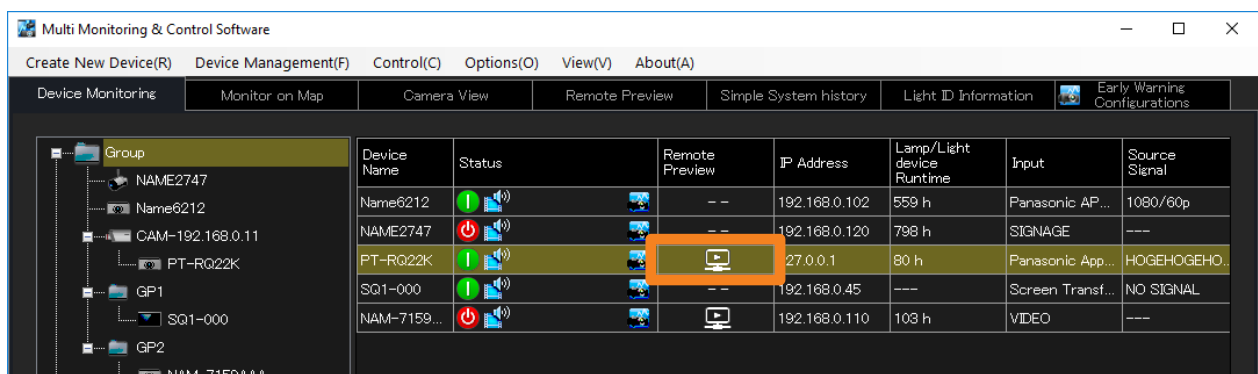 Multi Monitoring & Control Software
Create New Device(R) Device Management(F) Control(C) Options(O) View(V) About(A)
Device Monitoring Monitor on Map Camera View Remote Preview Simple System history Light ID Information Early Warning Configurations
Group
NAME2747
Name6212
CAM-192.168.0.11
PT-RQ22K
GP1
SQ1-000
GP2
Device Name Status Remote Preview IP Address Lamp/Light device Runtime Input Source Signal
Name6212 -- 192.168.0.102 559 h Panasonic AP... 1080/60p
NAME2747 192.168.0.120 798 h SIGNAGE ---
PT-RQ22K 27.0.0.1 80 h Panasonic App... HOGEHOGEHO...
SQ1-000 -- 192.168.0.45 --- Screen Transf... NO SIGNAL
NAM-7159... 192.168.0.110 103 h VIDEO ---